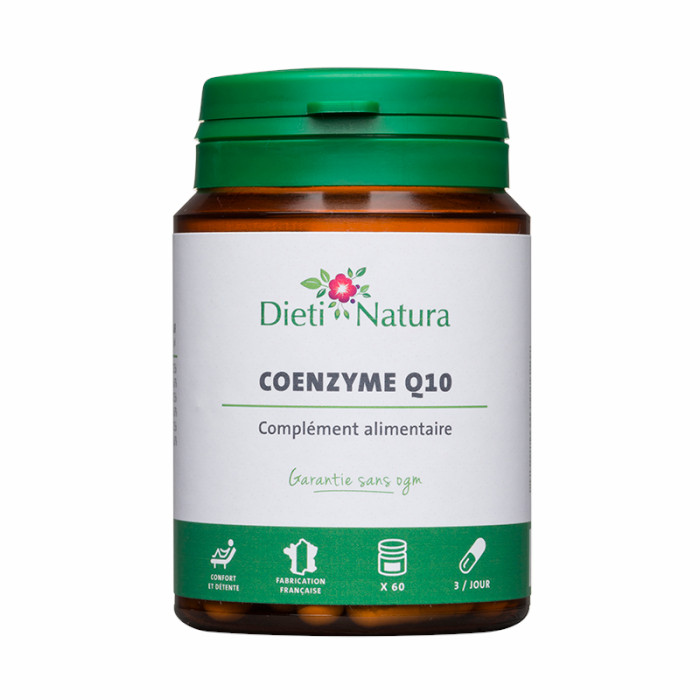 Dieti Natura
COENZYME Q10
Complément alimentaire
Garantie sans ogm
CONFORT
ET DÉTENTE
FABRICATION
FRANÇAISE
X 60
3 / JOUR